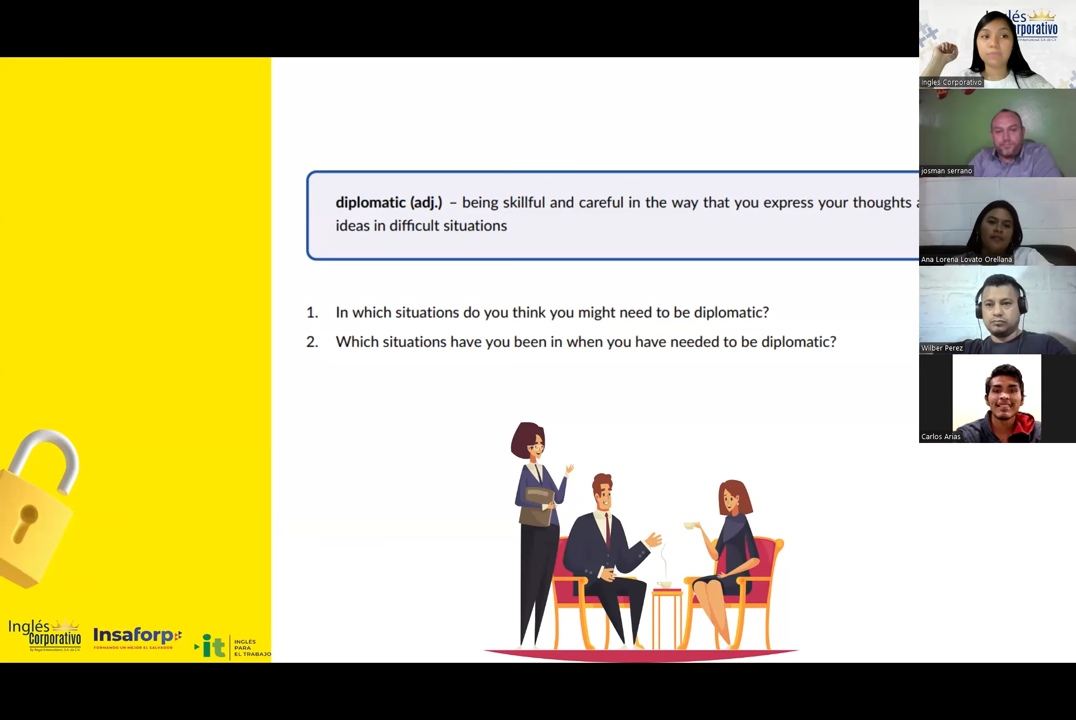 diplomatic (adj.) – being skillful and careful in the way that you express your thoughts
ideas in difficult situations
1. In which situations do you think you might need to be diplomatic?
2. Which situations have you been in when you have needed to be diplomatic?
Inglés
Corporativo
Insaforp
FORMANDO UN MEJOR EL SALVADOR
it
INGLÉS
PARA
EL TRABAJO
Inglés Corporativo
josman serrano
Ana Lorena Lovato Orellana
Wilber Perez
Carlos Arias